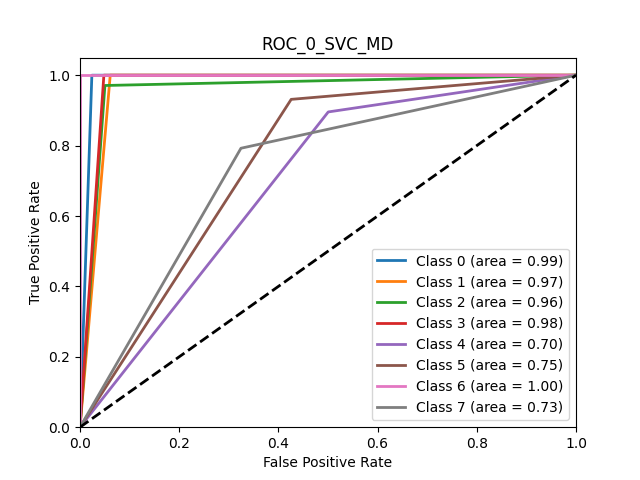 ROC_0_SVC_MD
True Positive Rate
1.0
0.8
0.6
0.4
0.2
0.0
Class 0 (area = 0.99)
Class 1 (area = 0.97)
Class 2 (area = 0.96)
Class 3 (area = 0.98)
Class 4 (area = 0.70)
Class 5 (area = 0.75)
Class 6 (area = 1.00)
Class 7 (area = 0.73)
0.0 0.2 0.4 0.6 0.8 1.0
False Positive Rate